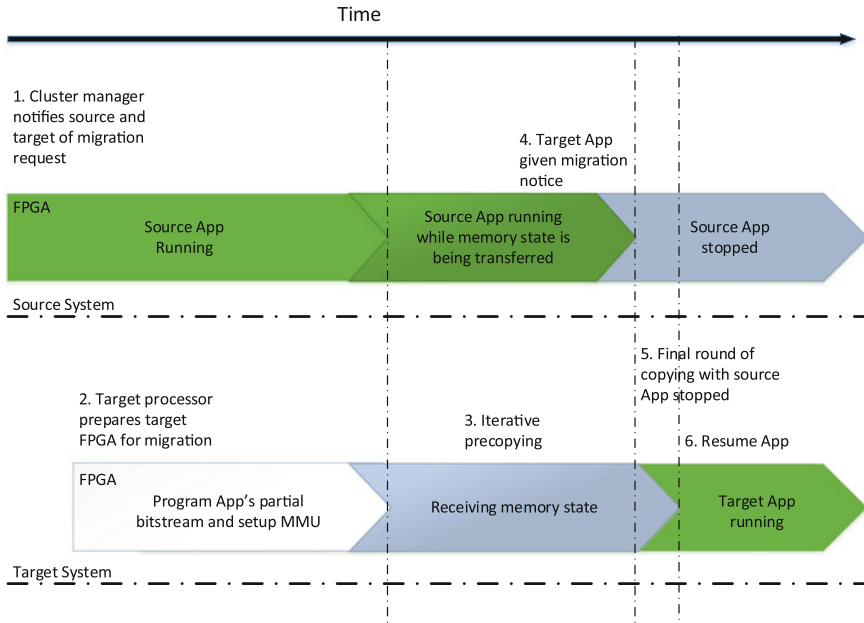 Time
1. Cluster manager
notifies source and
target of migration
request
4. Target App
given migration
notice
FPGA
Source App
Running
Source App running
while memory state is
being transferred
Source App
stopped
Source System
5. Final round of
copying with source
App stopped
2. Target processor
prepares target
FPGA for migration
3. Iterative
precopying
6. Resume App
FPGA
Program App's partial
bitstream and setup MMU
Receiving memory state
Target App
running
Target System